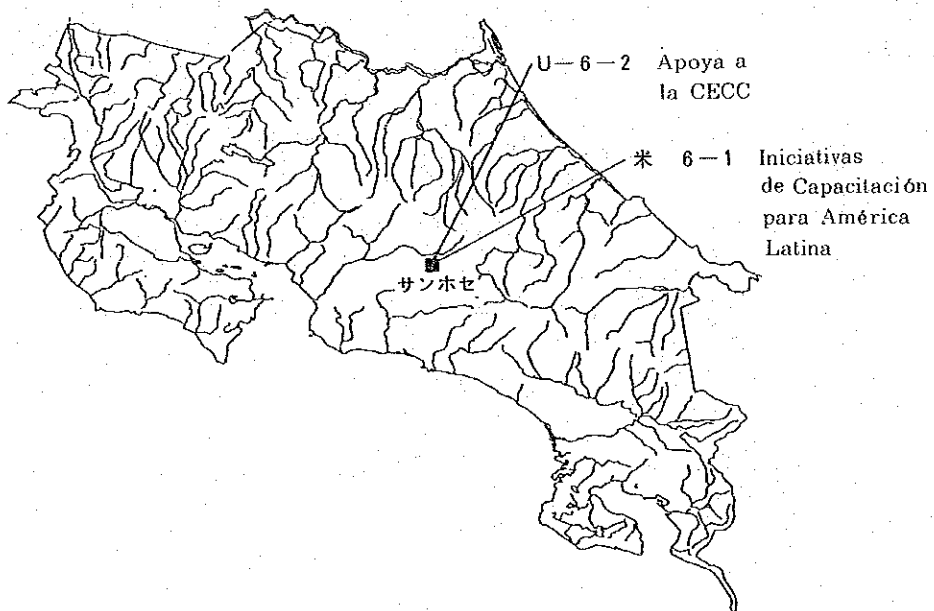 U-6-2 Apoya a
la CECC
米 6-1 Iniciativas
de Capacitación
para América
Latina
サンホセ